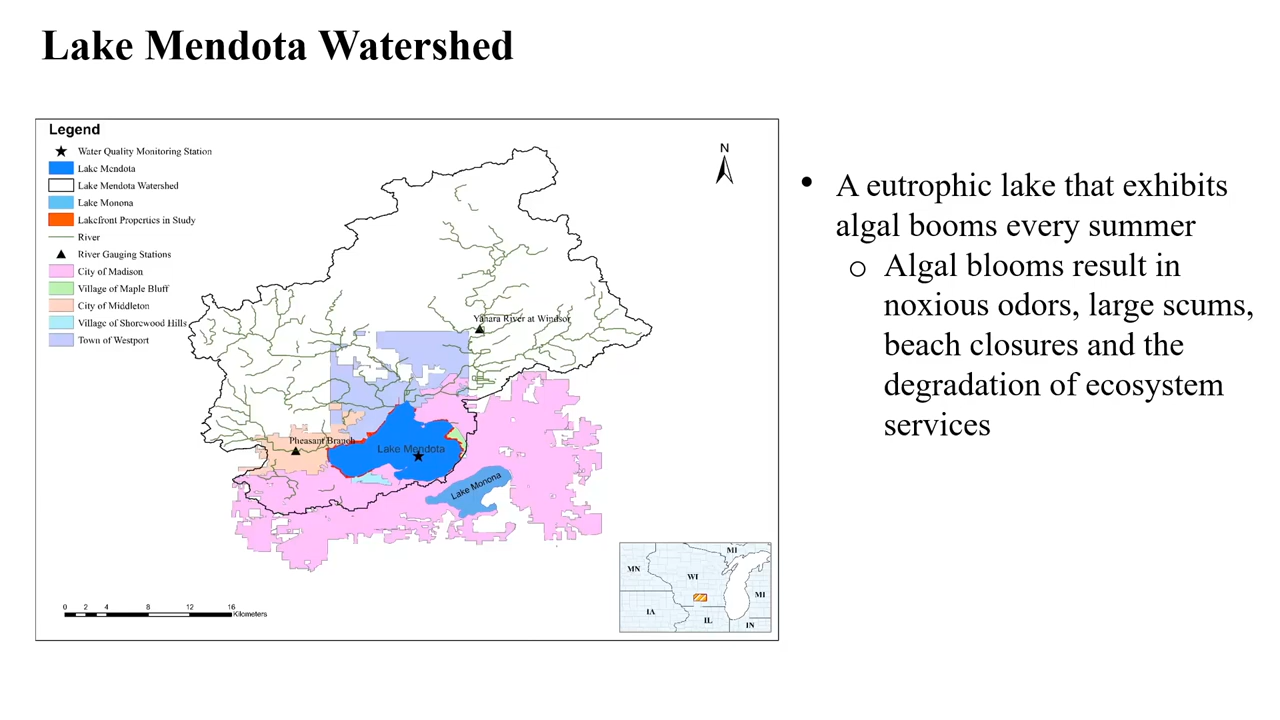 Lake Mendota Watershed
Legend
Water Quality Monitoring Station
Lake Mendota
Lake Mendota Watershed
Lake Monona
Lakefront Properties in Study
River
River Gauging Stations
City of Madison
Village of Maple Bluff
City of Middleton
Village of Shorewood Hills
Town of Westport
N
Yahara River at Windsor
Pheasant Branch
Lake Mendota
Lake Monona
0 2 4 8 12 16
Kilometers
MI
MN
WI
MI
IA
IL
IN
• A eutrophic lake that exhibits
algal booms every summer
o Algal blooms result in
noxious odors, large scums,
beach closures and the
degradation of ecosystem
services